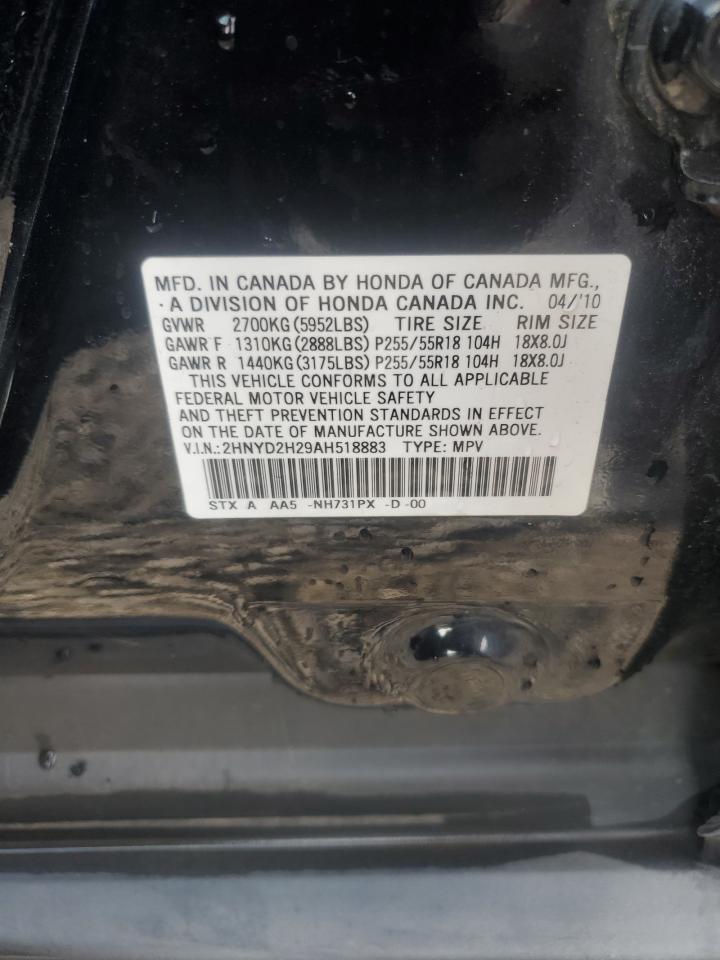 MFD. IN CANADA BY HONDA OF CANADA MFG.,
· A DIVISION OF HONDA CANADA INC. 04/'10
GVWR 2700KG (5952LBS) TIRE SIZE RIM SIZE
GAWR F 1310KG (2888LBS) P255/55R18 104H 18X8.0J
GAWR R 1440KG (3175LBS) P255/55R18 104H 18X8.0J
THIS VEHICLE CONFORMS TO ALL APPLICABLE
FEDERAL MOTOR VEHICLE SAFETY
AND THEFT PREVENTION STANDARDS IN EFFECT
ON THE DATE OF MANUFACTURE SHOWN ABOVE.
V.I.N.:2HNYD2H29AH518883 TYPE: MPV
STX A AA5 -NH731PX -D -00